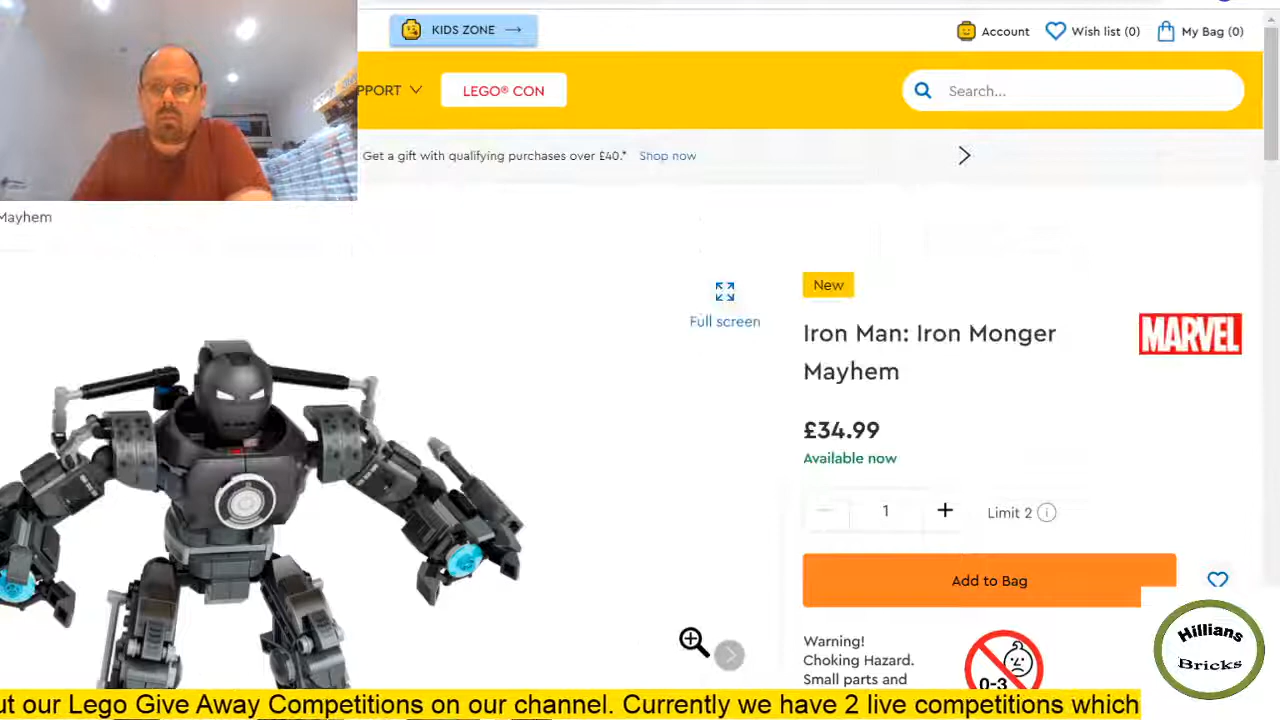 KIDS ZONE →
Account
Wish list (0)
My Bag (0)
PPORT
LEGO® CON
Search...
Get a gift with qualifying purchases over £40.* Shop now
Mayhem
Full screen
New
Iron Man: Iron Monger
Mayhem
MARVEL
£34.99
Available now
1
Limit 2
Add to Bag
Warning!
Choking Hazard.
Small parts and
0-3
Hillians
Bricks
ut our Lego Give Away Competitions on our channel. Currently we have 2 live competitions which